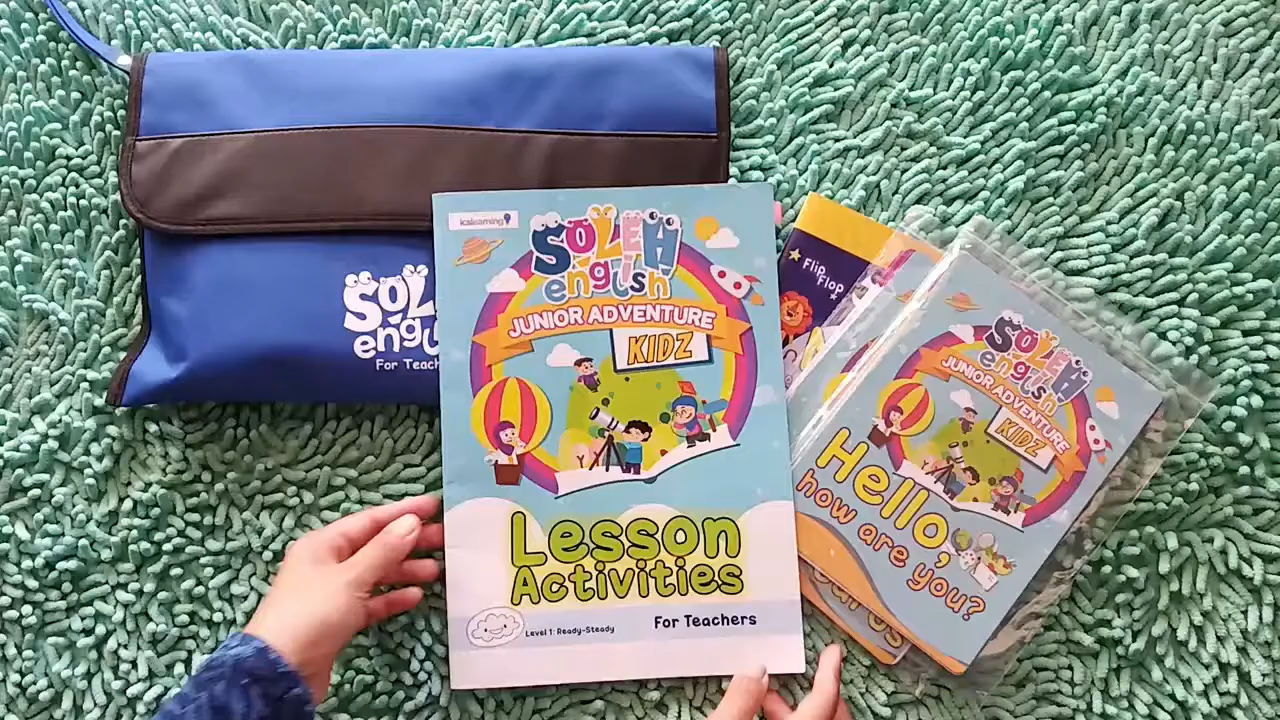 SOLEH
english
For Teach
icalearning
SOLEH
english
JUNIOR ADVENTURE
KIDZ
Lesson
Activities
Level 1: Ready-Steady
For Teachers
Flip
Flop
SOLEH
english
JUNIOR ADVENTURE
KIDZ
Hello,
how are you?